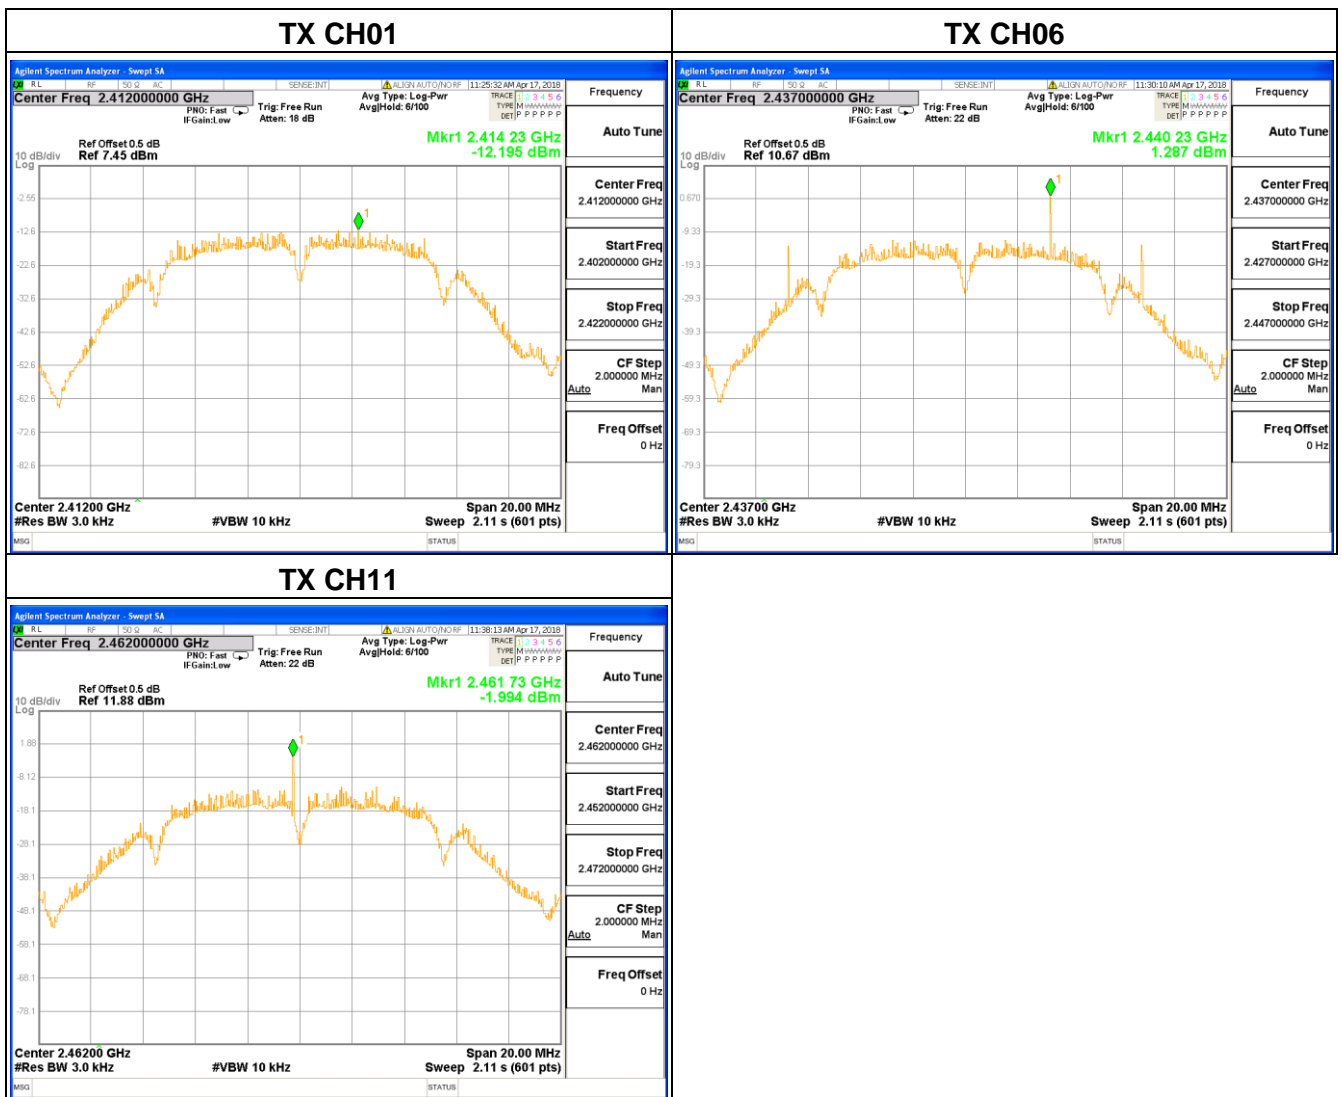 TX CH01
Agilent Spectrum Analyzer - Swept SA
RL RF 50 Ω AC SENSE:INT ALIGN AUTO/NO RF 11:25:32 AM Apr 17, 2018
Center Freq 2.412000000 GHz
PNO: Fast
IFGain:Low
Trig: Free Run
Atten: 18 dB
Avg Type: Log-Pwr
Avg|Hold: 6/100
TRACE 1 2 3 4 5 6
TYPE M
DET P P P P P P
Ref Offset 0.5 dB
Ref 7.45 dBm
10 dB/div
Log
Mkr1 2.414 23 GHz
-12.195 dBm
1
-2.55
-12.6
-22.6
-32.6
-42.6
-52.6
-62.6
-72.6
-82.6
Center 2.41200 GHz
Span 20.00 MHz
#Res BW 3.0 kHz
#VBW 10 kHz
Sweep 2.11 s (601 pts)
MSG
STATUS
Frequency
Auto Tune
Center Freq
2.412000000 GHz
Start Freq
2.402000000 GHz
Stop Freq
2.422000000 GHz
CF Step
2.000000 MHz
Auto Man
Freq Offset
0 Hz
TX CH06
Agilent Spectrum Analyzer - Swept SA
RL RF 50 Ω AC SENSE:INT ALIGN AUTO/NO RF 11:30:10 AM Apr 17, 2018
Center Freq 2.437000000 GHz
PNO: Fast
IFGain:Low
Trig: Free Run
Atten: 22 dB
Avg Type: Log-Pwr
Avg|Hold: 6/100
TRACE 1 2 3 4 5 6
TYPE M
DET P P P P P P
Ref Offset 0.5 dB
Ref 10.67 dBm
10 dB/div
Log
Mkr1 2.440 23 GHz
1.287 dBm
1
0.670
-9.33
-19.3
-29.3
-39.3
-49.3
-59.3
-69.3
-79.3
Center 2.43700 GHz
Span 20.00 MHz
#Res BW 3.0 kHz
#VBW 10 kHz
Sweep 2.11 s (601 pts)
MSG
STATUS
Frequency
Auto Tune
Center Freq
2.437000000 GHz
Start Freq
2.427000000 GHz
Stop Freq
2.447000000 GHz
CF Step
2.000000 MHz
Auto Man
Freq Offset
0 Hz
TX CH11
Agilent Spectrum Analyzer - Swept SA
RL RF 50 Ω AC SENSE:INT ALIGN AUTO/NO RF 11:38:13 AM Apr 17, 2018
Center Freq 2.462000000 GHz
PNO: Fast
IFGain:Low
Trig: Free Run
Atten: 22 dB
Avg Type: Log-Pwr
Avg|Hold: 6/100
TRACE 1 2 3 4 5 6
TYPE M
DET P P P P P P
Ref Offset 0.5 dB
Ref 11.88 dBm
10 dB/div
Log
Mkr1 2.461 73 GHz
-1.994 dBm
1
1.88
-8.12
-18.1
-28.1
-38.1
-48.1
-58.1
-68.1
-78.1
Center 2.46200 GHz
Span 20.00 MHz
#Res BW 3.0 kHz
#VBW 10 kHz
Sweep 2.11 s (601 pts)
MSG
STATUS
Frequency
Auto Tune
Center Freq
2.462000000 GHz
Start Freq
2.452000000 GHz
Stop Freq
2.472000000 GHz
CF Step
2.000000 MHz
Auto Man
Freq Offset
0 Hz